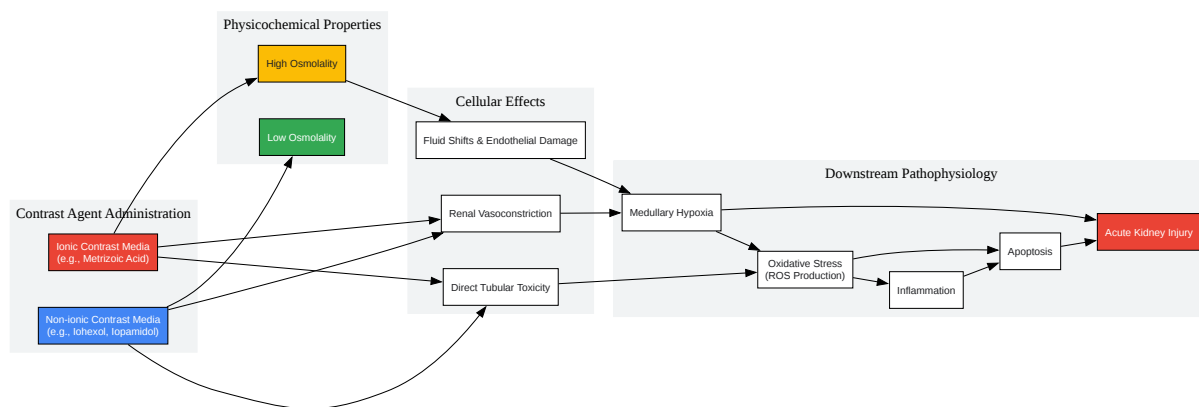 Physicochemical Properties
High Osmolality
Low Osmolality
Contrast Agent Administration
Ionic Contrast Media
(e.g., Metrizoic Acid)
Non-ionic Contrast Media
(e.g., Iohexol, Iopamidol)
Cellular Effects
Fluid Shifts & Endothelial Damage
Renal Vasoconstriction
Direct Tubular Toxicity
Downstream Pathophysiology
Medullary Hypoxia
Oxidative Stress
(ROS Production)
Inflammation
Apoptosis
Acute Kidney Injury